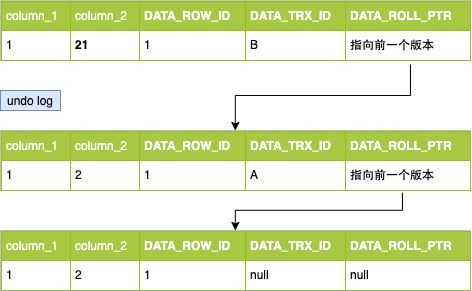 column_1 column_2 DATA_ROW_ID DATA_TRX_ID DATA_ROLL_PTR
1 21 1 B 指向前一个版本
undo log
column_1 column_2 DATA_ROW_ID DATA_TRX_ID DATA_ROLL_PTR
1 2 1 A 指向前一个版本
column_1 column_2 DATA_ROW_ID DATA_TRX_ID DATA_ROLL_PTR
1 2 1 null null